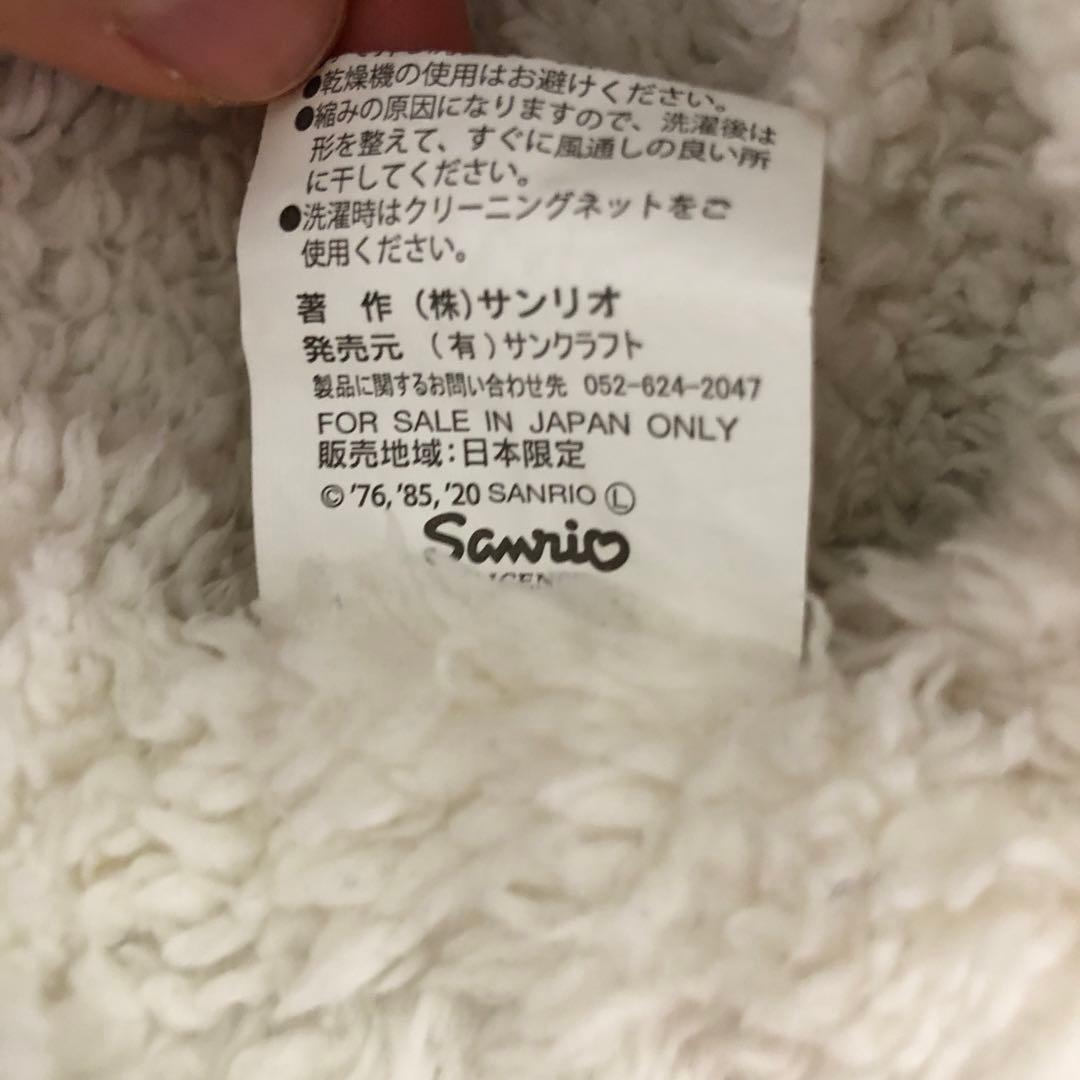 ●乾燥機の使用はお避けください。
●縮みの原因になりますので、洗濯後は
形を整えて、すぐに風通しの良い所
に干してください。
●洗濯時はクリーニングネットをご
使用ください。
著 作 (株)サンリオ
発売元 (有)サンクラフト
製品に関するお問い合わせ先 052-624-2047
FOR SALE IN JAPAN ONLY
販売地域:日本限定
© '76, '85, '20 SANRIO Ⓛ
Sanrio